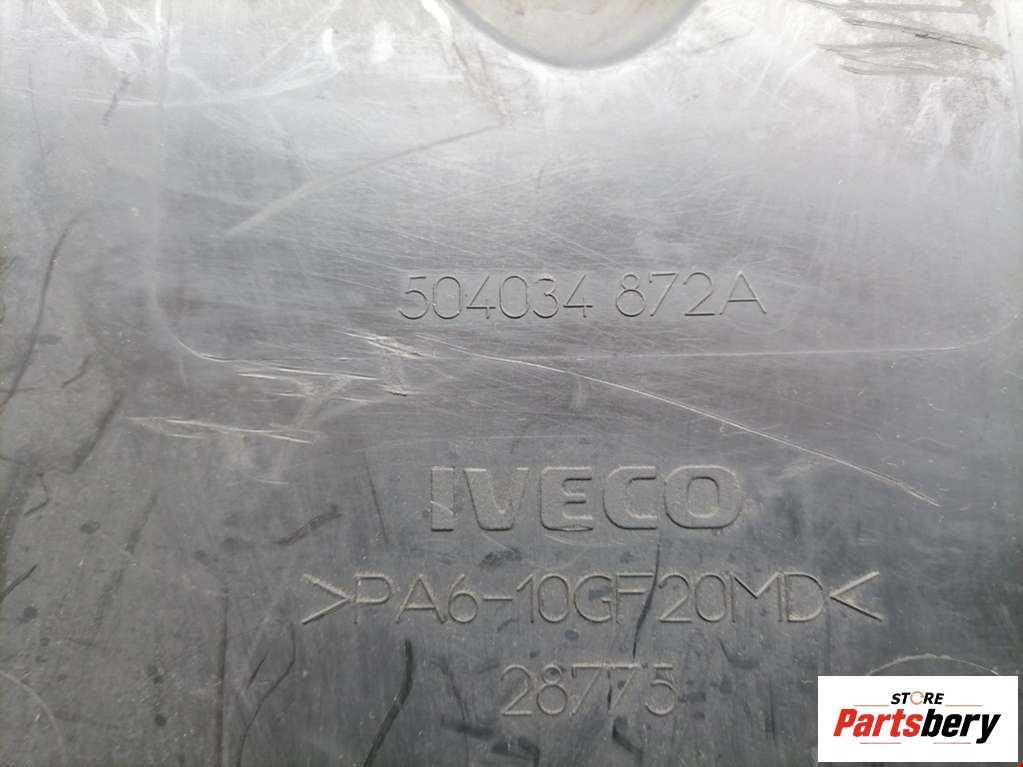 504034 872A
IVECO
>PA6-10GF20MD<
28775
STORE
Partsbery